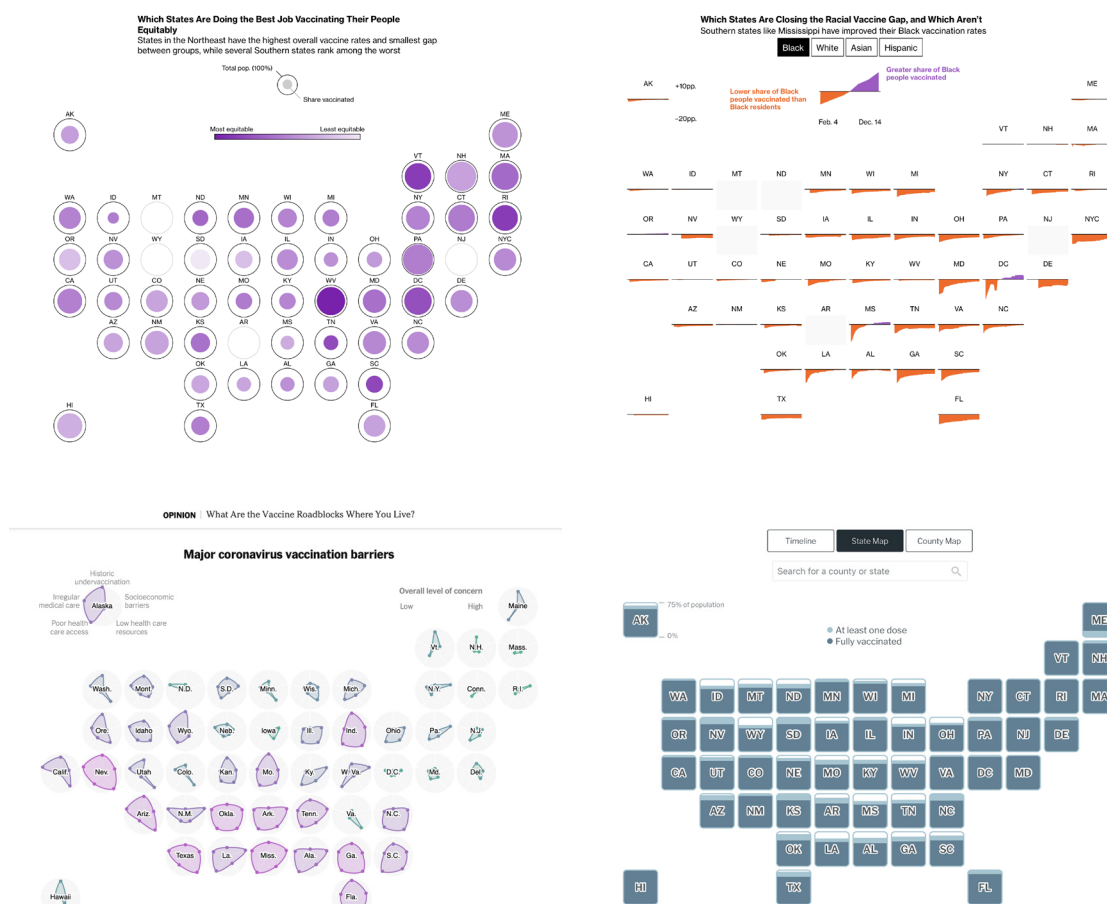 Which States Are Doing the Best Job Vaccinating Their People
Equitably
States in the Northeast have the highest overall vaccine rates and smallest gap
between groups, while several Southern states rank among the worst
Total pop. (100%)
Share vaccinated
Most equitable Least equitable
AK ME
VT NH MA
WA ID MT ND MN WI MI NY CT RI
OR NV WY SD IA IL IN OH PA NJ NYC
CA UT CO NE MO KY WV MD DC DE
AZ NM KS AR MS TN VA NC
OK LA AL GA SC
HI TX FL
Which States Are Closing the Racial Vaccine Gap, and Which Aren't
Southern states like Mississippi have improved their Black vaccination rates
Black White Asian Hispanic
Greater share of Black
people vaccinated
Lower share of Black
people vaccinated than
Black residents
Feb. 4 Dec. 14
+10pp.
–20pp.
AK ME
VT NH MA
WA ID MT ND MN WI MI NY CT RI
OR NV WY SD IA IL IN OH PA NJ NYC
CA UT CO NE MO KY WV MD DC DE
AZ NM KS AR MS TN VA NC
OK LA AL GA SC
HI TX FL
OPINION | What Are the Vaccine Roadblocks Where You Live?
Major coronavirus vaccination barriers
Historic
undervaccination
Irregular
medical care
Alaska
Socioeconomic
barriers
Poor health
care access
Low health care
resources
Overall level of concern
Low High
Maine
Vt. N.H. Mass.
Wash. Mont. N.D. S.D. Minn. Wis. Mich. N.Y. Conn. R.I.
Ore. Idaho Wyo. Neb. Iowa Ill. Ind. Ohio Pa. N.J.
Calif. Nev. Utah Colo. Kan. Mo. Ky. W. Va. D.C. Md. Del.
Ariz. N.M. Okla. Ark. Tenn. Va. N.C.
Texas La. Miss. Ala. Ga. S.C.
Hawaii Fla.
Timeline State Map County Map
Search for a county or state
75% of population
0%
At least one dose
Fully vaccinated
AK ME
VT NH
WA ID MT ND MN WI MI NY CT RI MA
OR NV WY SD IA IL IN OH PA NJ DE
CA UT CO NE MO KY WV VA DC MD
AZ NM KS AR MS TN NC
OK LA AL GA SC
HI TX FL